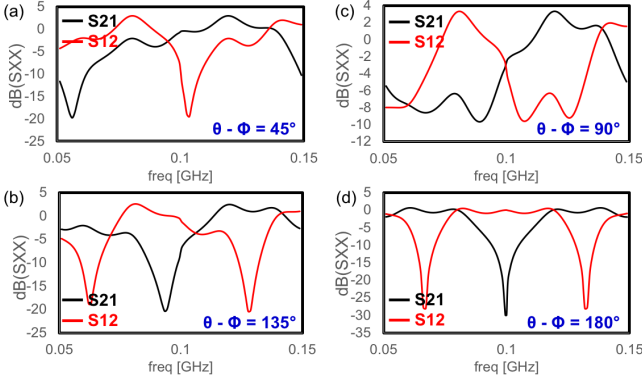 (a)
dB(SXX)
5
0
-5
-10
-15
-20
-25
S21
S12
θ - Φ = 45°
0.05
0.1
0.15
freq [GHz]
(c)
dB(SXX)
4
2
0
-2
-4
-6
-8
-10
-12
S21
S12
θ - Φ = 90°
0.05
0.1
0.15
freq [GHz]
(b)
dB(SXX)
5
0
-5
-10
-15
-20
-25
S21
S12
θ - Φ = 135°
0.05
0.1
0.15
freq [GHz]
(d)
dB(SXX)
5
0
-5
-10
-15
-20
-25
-30
-35
S21
S12
θ - Φ = 180°
0.05
0.1
0.15
freq [GHz]